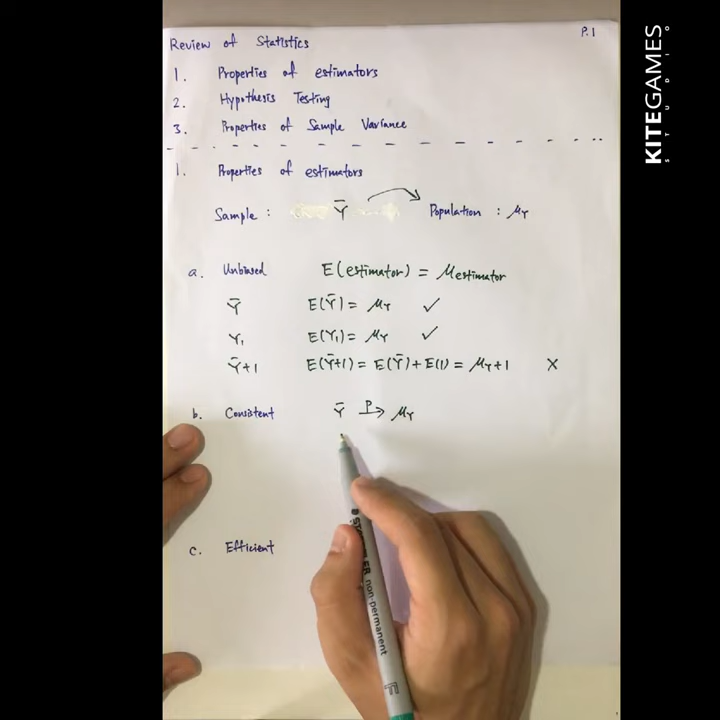 P.1
Review of Statistics
1. Properties of estimators
2. Hypothesis Testing
3. Properties of Sample Variance
1. Properties of estimators
Sample : Ȳ Population : μY
a. Unbiased E(estimator) = μestimator
Ȳ E(Ȳ) = μY ✓
Y₁ E(Y₁) = μY ✓
Ȳ+1 E(Ȳ+1) = E(Ȳ) + E(1) = μY+1 X
b. Consistent Ȳ P→ μY
c. Efficient
STAEDTLER non-permanent
KITEGAMES
STUDIO